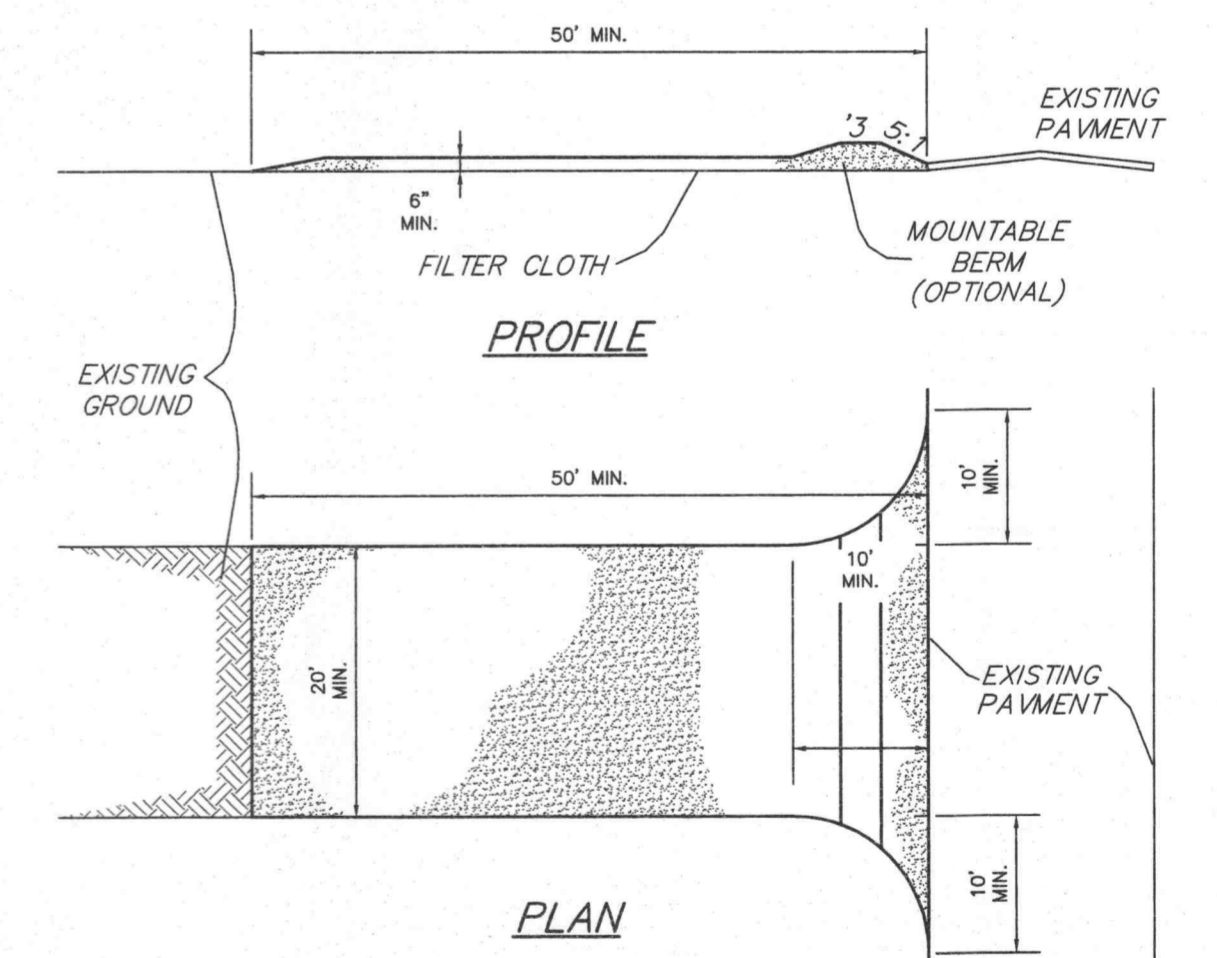 50' MIN.
EXISTING
PAVMENT
'3 5:1
6"
MIN.
FILTER CLOTH
MOUNTABLE
BERM
(OPTIONAL)
PROFILE
EXISTING
GROUND
50' MIN.
10'
MIN.
10'
MIN.
20'
MIN.
EXISTING
PAVMENT
10'
MIN.
PLAN